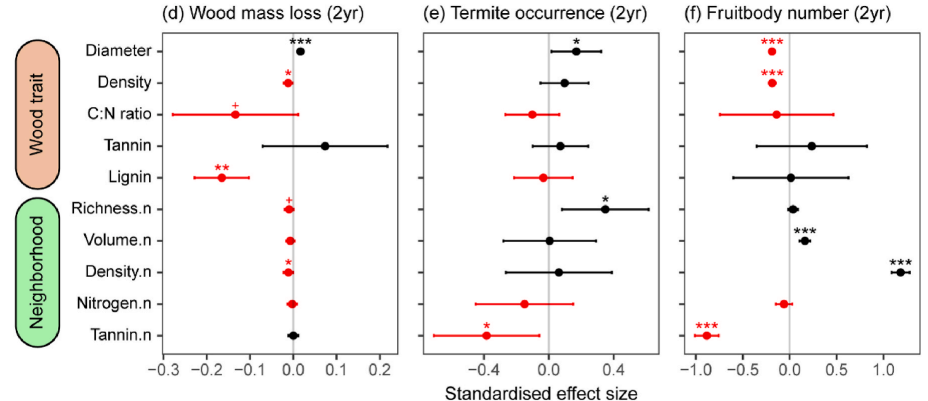 (d) Wood mass loss (2yr) (e) Termite occurrence (2yr) (f) Fruitbody number (2yr)
Wood trait
Diameter *** * ***
Density * ***
C:N ratio +
Tannin
Lignin **
Neighborhood
Richness.n + *
Volume.n ***
Density.n * ***
Nitrogen.n
Tannin.n * ***
−0.3 −0.2 −0.1 0.0 0.1 0.2 −0.4 0.0 0.4 −1.0 −0.5 0.0 0.5 1.0
Standardised effect size